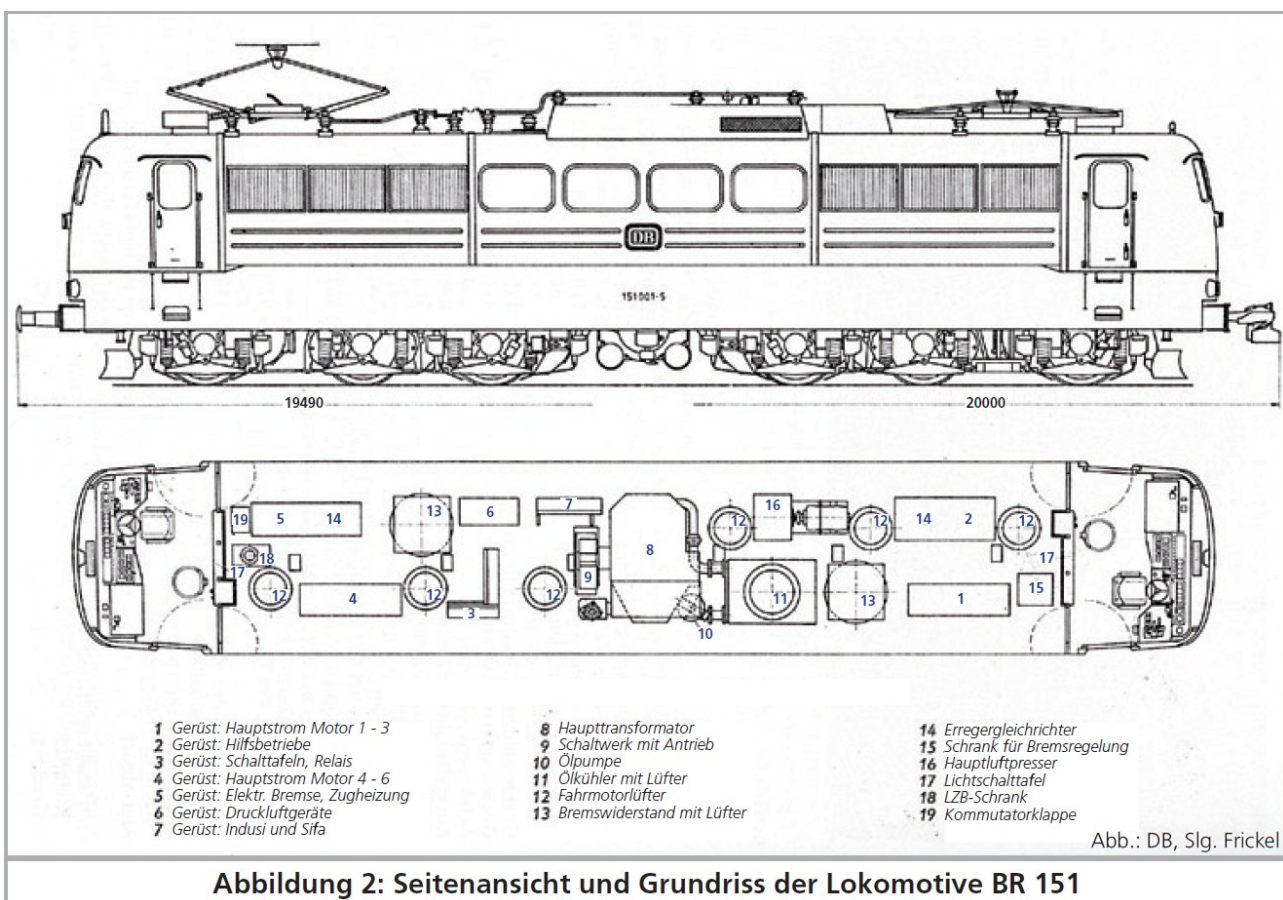 DB
151 001-5
19490
20000
19
5
14
13
6
7
8
12
16
12
14
2
12
17
18
17
12
4
12
3
12
9
10
11
13
1
15
1 Gerüst: Hauptstrom Motor 1 - 3
2 Gerüst: Hilfsbetriebe
3 Gerüst: Schalttafeln, Relais
4 Gerüst: Hauptstrom Motor 4 - 6
5 Gerüst: Elektr. Bremse, Zugheizung
6 Gerüst: Druckluftgeräte
7 Gerüst: Indusi und Sifa
8 Haupttransformator
9 Schaltwerk mit Antrieb
10 Ölpumpe
11 Ölkühler mit Lüfter
12 Fahrmotorlüfter
13 Bremswiderstand mit Lüfter
14 Erregergleichrichter
15 Schrank für Bremsregelung
16 Hauptluftpresser
17 Lichtschalttafel
18 LZB-Schrank
19 Kommutatorklappe
Abb.: DB, Slg. Frickel
Abbildung 2: Seitenansicht und Grundriss der Lokomotive BR 151